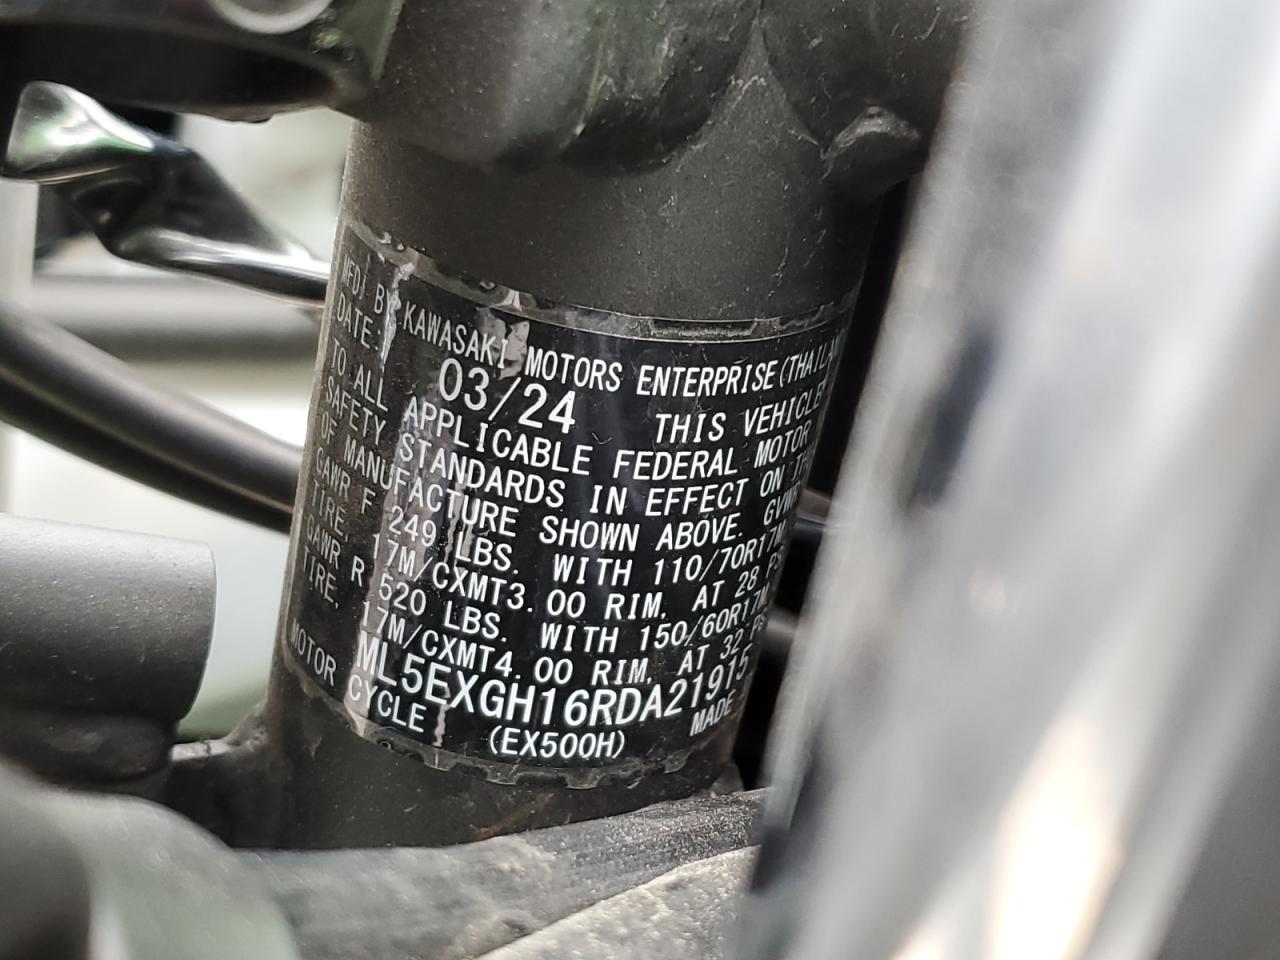 MFD. BY KAWASAKI MOTORS ENTERPRISE (THAILAN
DATE: 03/24 THIS VEHICLE
TO ALL APPLICABLE FEDERAL MOTOR
SAFETY STANDARDS IN EFFECT ON TH
OF MANUFACTURE SHOWN ABOVE. GVWR
GAWR F 249 LBS. WITH 110/70R17M
TIRE, 17M/CXMT3.00 RIM, AT 28 PS
GAWR R 520 LBS. WITH 150/60R17M
TIRE, 17M/CXMT4.00 RIM, AT 32 PS
ML5EXGH16RDA21915
MOTOR CYCLE (EX500H) MADE